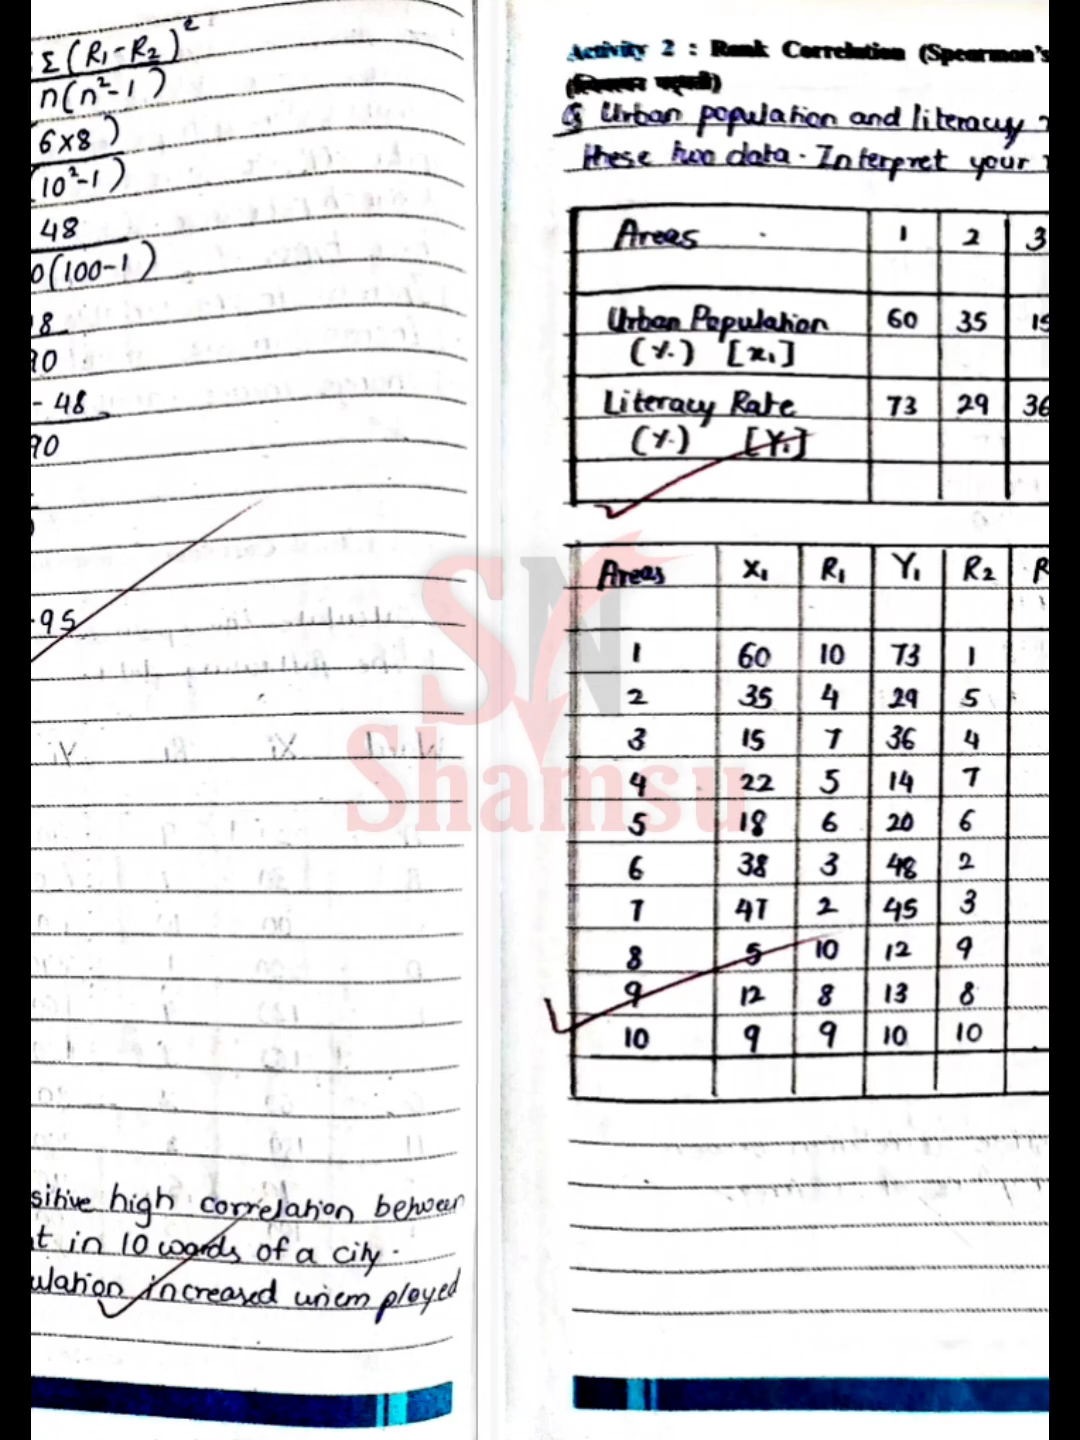 Σ(R₁-R₂)²
n(n²-1)
6x8)
(10²-1)
48
0(100-1)
8
90
- 48
90
.95
sitive high correlation between
t in 10 wards of a city.
ulation increased unemployed
Activity 2 : Rank Correlation (Spearman's
Q Urban population and literacy
these two data. Interpret your
Areas 1 2 3
Urban Population 60 35 15
(%) [x₁]
Literacy Rate 73 29 36
(%) [Y₁]
Areas X₁ R₁ Y₁ R₂ R
1 60 10 73 1
2 35 4 29 5
3 15 7 36 4
4 22 5 14 7
5 18 6 20 6
6 38 3 48 2
7 47 2 45 3
8 5 10 12 9
9 12 8 13 8
10 9 9 10 10
SN
Shamsu